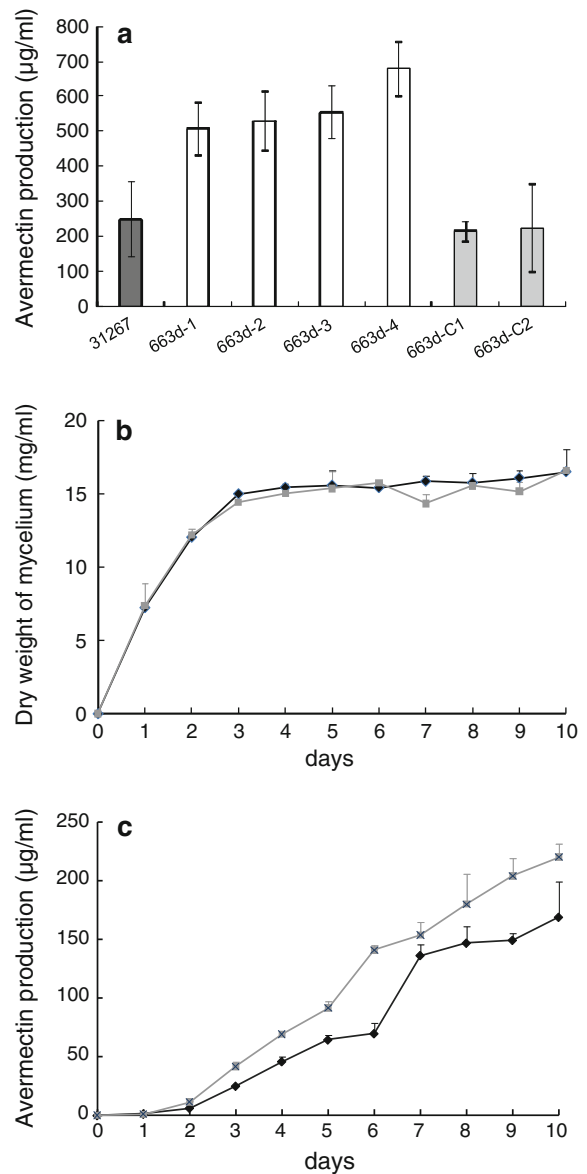 a
Avermectin production (µg/ml)
800
700
600
500
400
300
200
100
0
31267
663d-1
663d-2
663d-3
663d-4
663d-C1
663d-C2
b
Dry weight of mycelium (mg/ml)
20
15
10
5
0
0 1 2 3 4 5 6 7 8 9 10
days
c
Avermectin production (µg/ml)
250
200
150
100
50
0
0 1 2 3 4 5 6 7 8 9 10
days